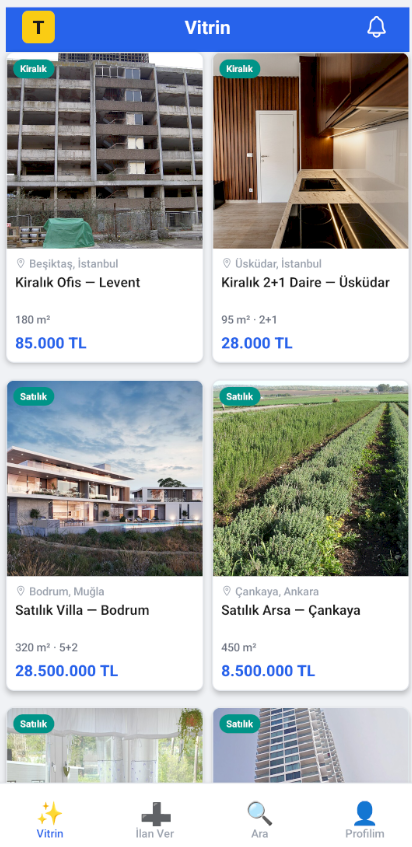 T
Vitrin
Kiralık
Kiralık
Beşiktaş, İstanbul
Kiralık Ofis — Levent
180 m²
85.000 TL
Üsküdar, İstanbul
Kiralık 2+1 Daire — Üsküdar
95 m² · 2+1
28.000 TL
Satılık
Satılık
Bodrum, Muğla
Satılık Villa — Bodrum
320 m² · 5+2
28.500.000 TL
Çankaya, Ankara
Satılık Arsa — Çankaya
450 m²
8.500.000 TL
Satılık
Satılık
Vitrin
İlan Ver
Ara
Profilim